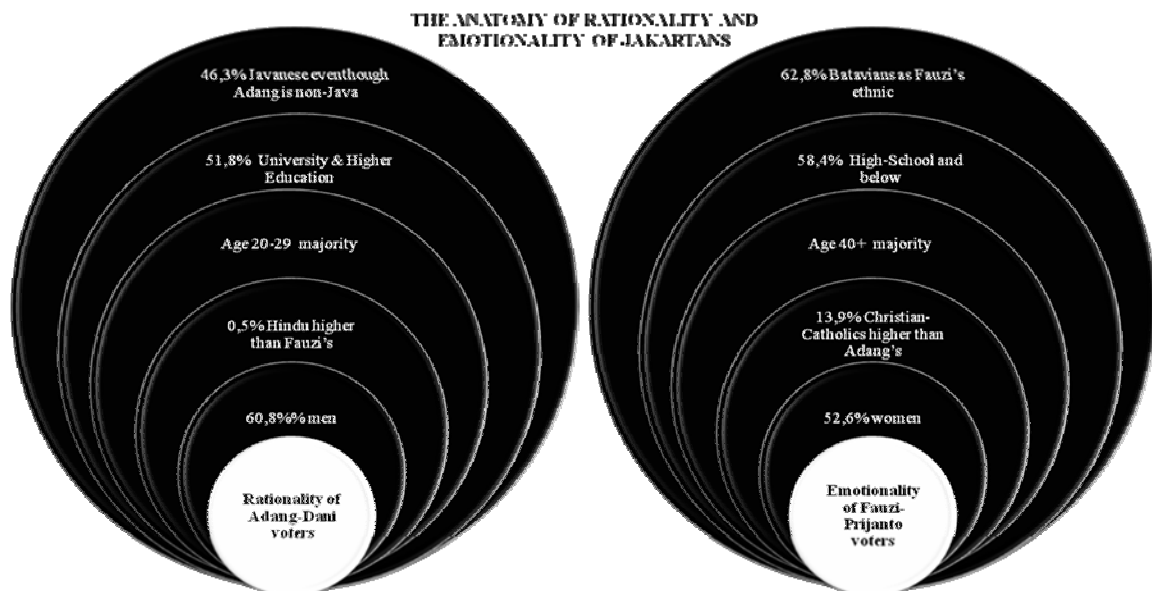 THE ANATOMY OF RATIONALITY AND
EMOTIONALITY OF JAKARTANS
46,3% Javanese eventhough
Adang is non-Java
51,8% University & Higher
Education
Age 20-29 majority
0,5% Hindu higher
than Fauzi's
60,8%% men
Rationality of
Adang-Dani
voters
62,8% Batavians as Fauzi's
ethnic
58,4% High-School and
below
Age 40+ majority
13,9% Christian-
Catholics higher than
Adang's
52,6% women
Emotionality
of Fauzi-
Prijanto
voters